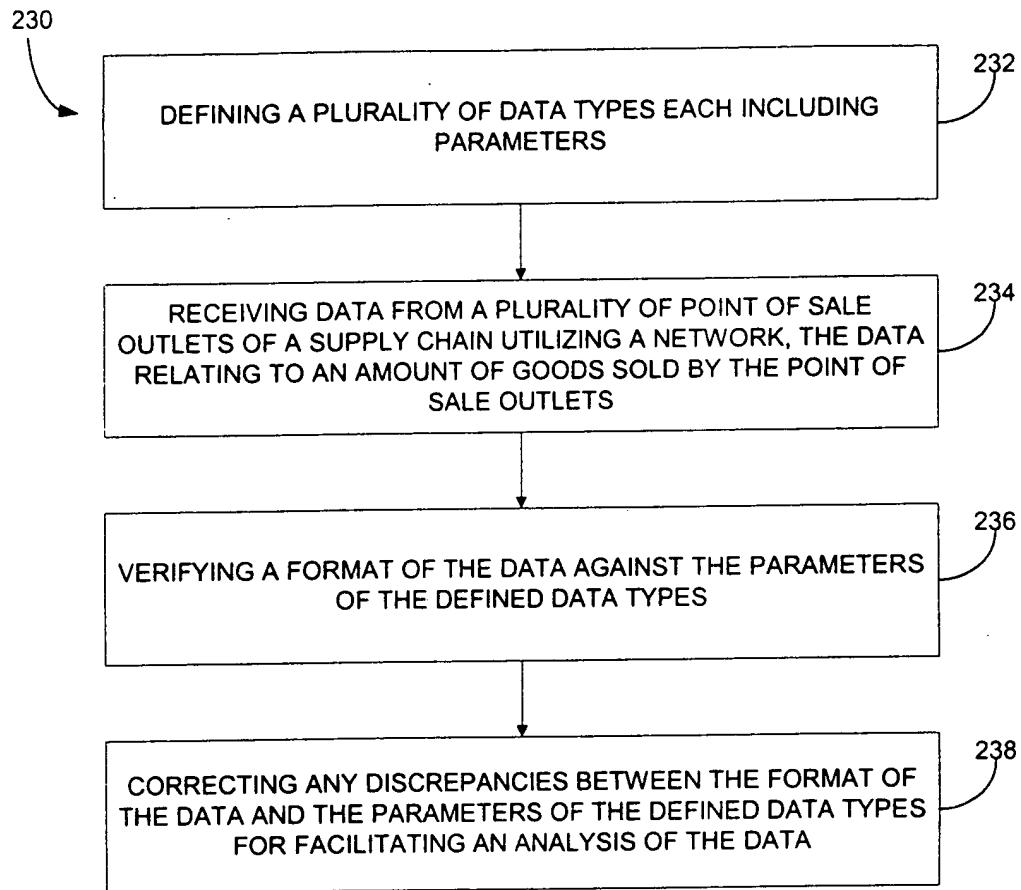 230
232
DEFINING A PLURALITY OF DATA TYPES EACH INCLUDING
PARAMETERS
234
RECEIVING DATA FROM A PLURALITY OF POINT OF SALE
OUTLETS OF A SUPPLY CHAIN UTILIZING A NETWORK, THE DATA
RELATING TO AN AMOUNT OF GOODS SOLD BY THE POINT OF
SALE OUTLETS
236
VERIFYING A FORMAT OF THE DATA AGAINST THE PARAMETERS
OF THE DEFINED DATA TYPES
238
CORRECTING ANY DISCREPANCIES BETWEEN THE FORMAT OF
THE DATA AND THE PARAMETERS OF THE DEFINED DATA TYPES
FOR FACILITATING AN ANALYSIS OF THE DATA